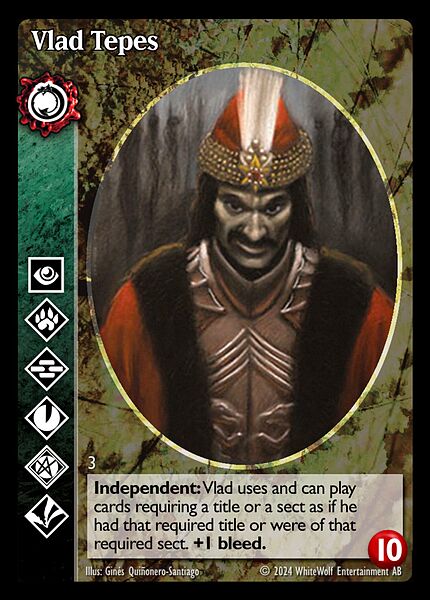 Vlad Tepes
3
Independent: Vlad uses and can play
cards requiring a title or a sect as if he
had that required title or were of that
required sect. +1 bleed.
10
Illus: Ginés Quiñonero-Santiago
© 2024 WhiteWolf Entertainment AB